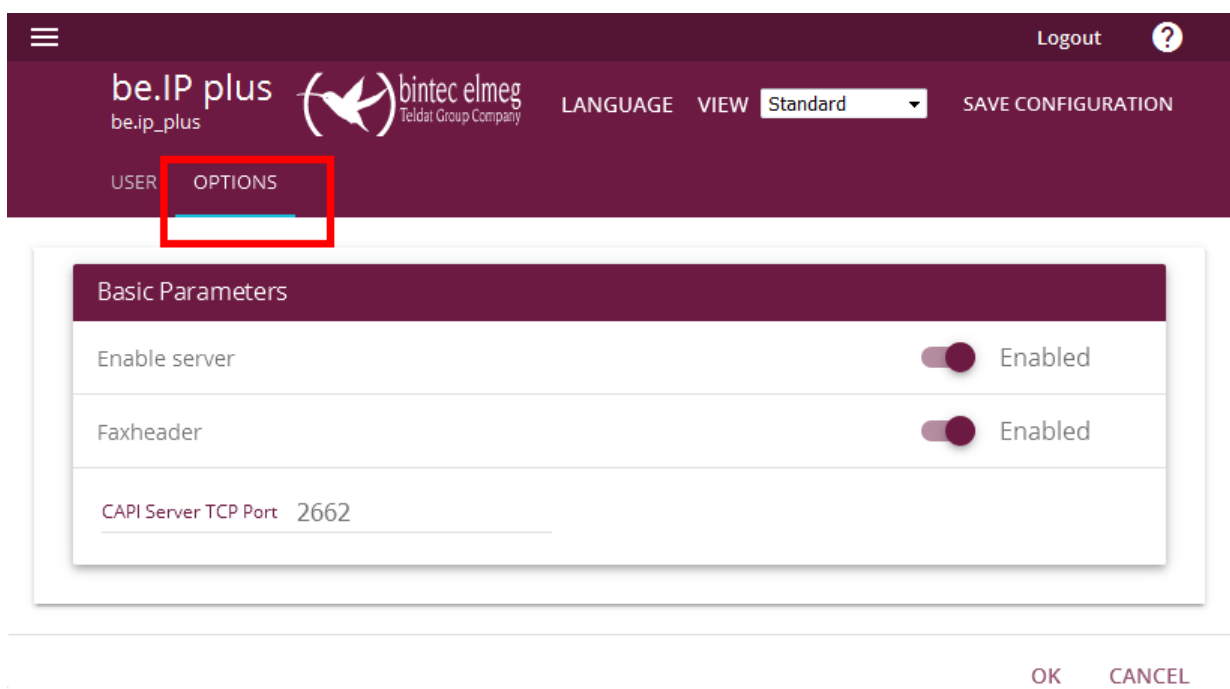 Logout ?
be.IP plus
be.ip_plus
bintec elmeg
Teldat Group Company
LANGUAGE VIEW Standard SAVE CONFIGURATION
USER OPTIONS
Basic Parameters
Enable server Enabled
Faxheader Enabled
CAPI Server TCP Port 2662
OK CANCEL